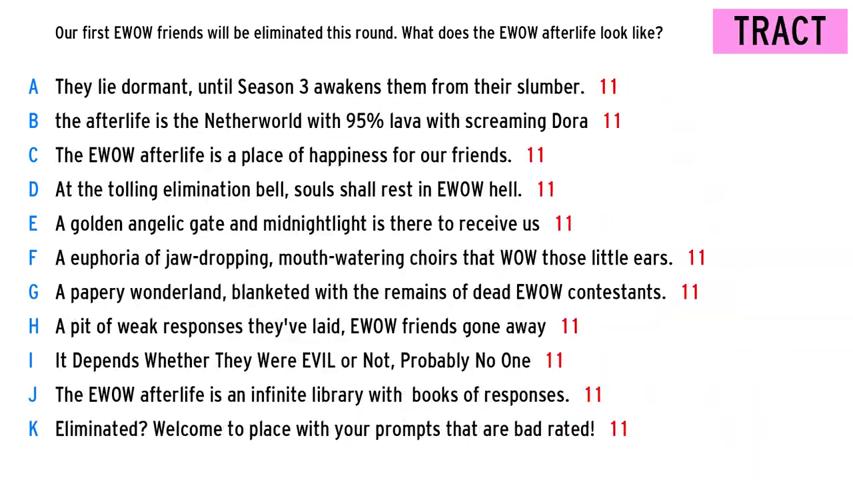 Our first EWOW friends will be eliminated this round. What does the EWOW afterlife look like?
TRACT
A They lie dormant, until Season 3 awakens them from their slumber. 11
B the afterlife is the Netherworld with 95% lava with screaming Dora 11
C The EWOW afterlife is a place of happiness for our friends. 11
D At the tolling elimination bell, souls shall rest in EWOW hell. 11
E A golden angelic gate and midnightlight is there to receive us 11
F A euphoria of jaw-dropping, mouth-watering choirs that WOW those little ears. 11
G A papery wonderland, blanketed with the remains of dead EWOW contestants. 11
H A pit of weak responses they've laid, EWOW friends gone away 11
I It Depends Whether They Were EVIL or Not, Probably No One 11
J The EWOW afterlife is an infinite library with  books of responses. 11
K Eliminated? Welcome to place with your prompts that are bad rated! 11